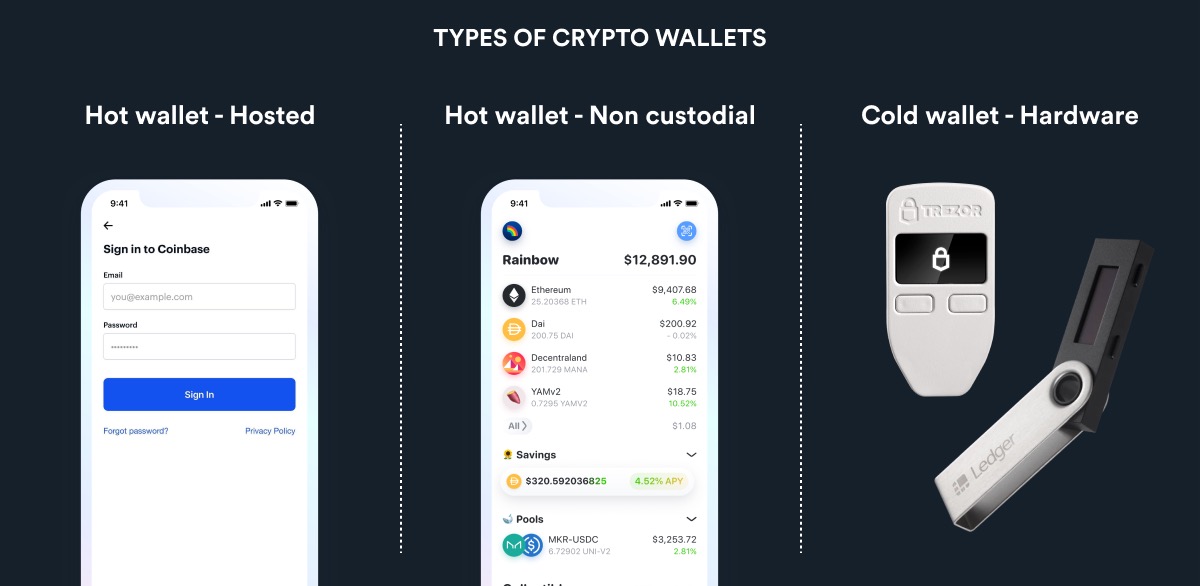 TYPES OF CRYPTO WALLETS
Hot wallet - Hosted
9:41
Sign in to Coinbase
Email
you@example.com
Password
Sign In
Forgot password? Privacy Policy
Hot wallet - Non custodial
9:41
Rainbow $12,891.90
Ethereum $9,407.68
25.20368 ETH 6.49%
Dai $200.92
200.75 DAI - 0.02%
Decentraland $10.83
201.729 MANA 2.81%
YAMv2 $18.75
0.7295 YAMV2 10.52%
All $1.08
Savings
$320.592036825 4.52% APY
Pools
MKR-USDC $3,253.72
6.72902 UNI-V2 2.81%
Cold wallet - Hardware
TREZOR
Ledger